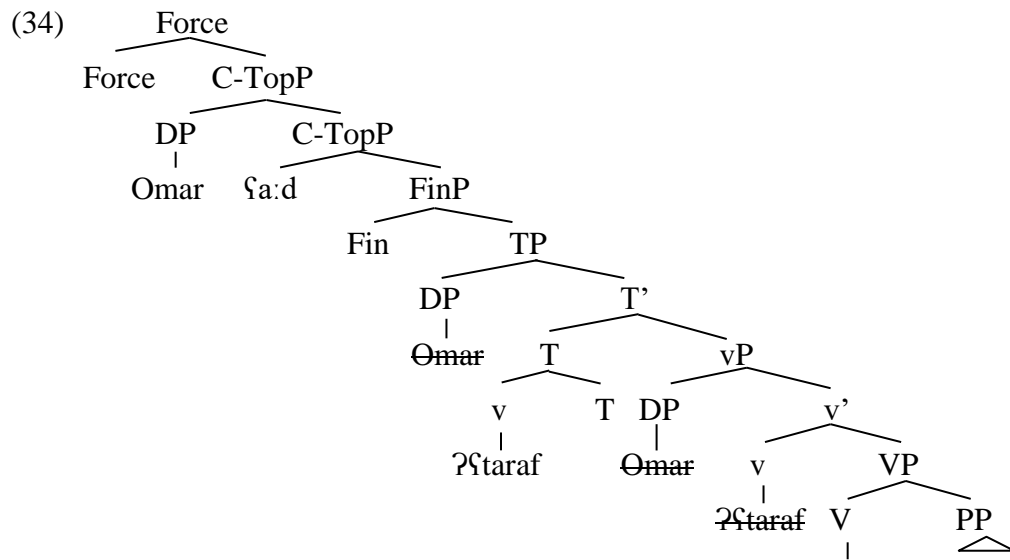 (34) Force
Force C-TopP
DP C-TopP
Omar ʕa:d FinP
Fin TP
DP T’
Omar T vP
v T DP v’
ʔʕtaraf Omar v VP
ʔʕtaraf V PP